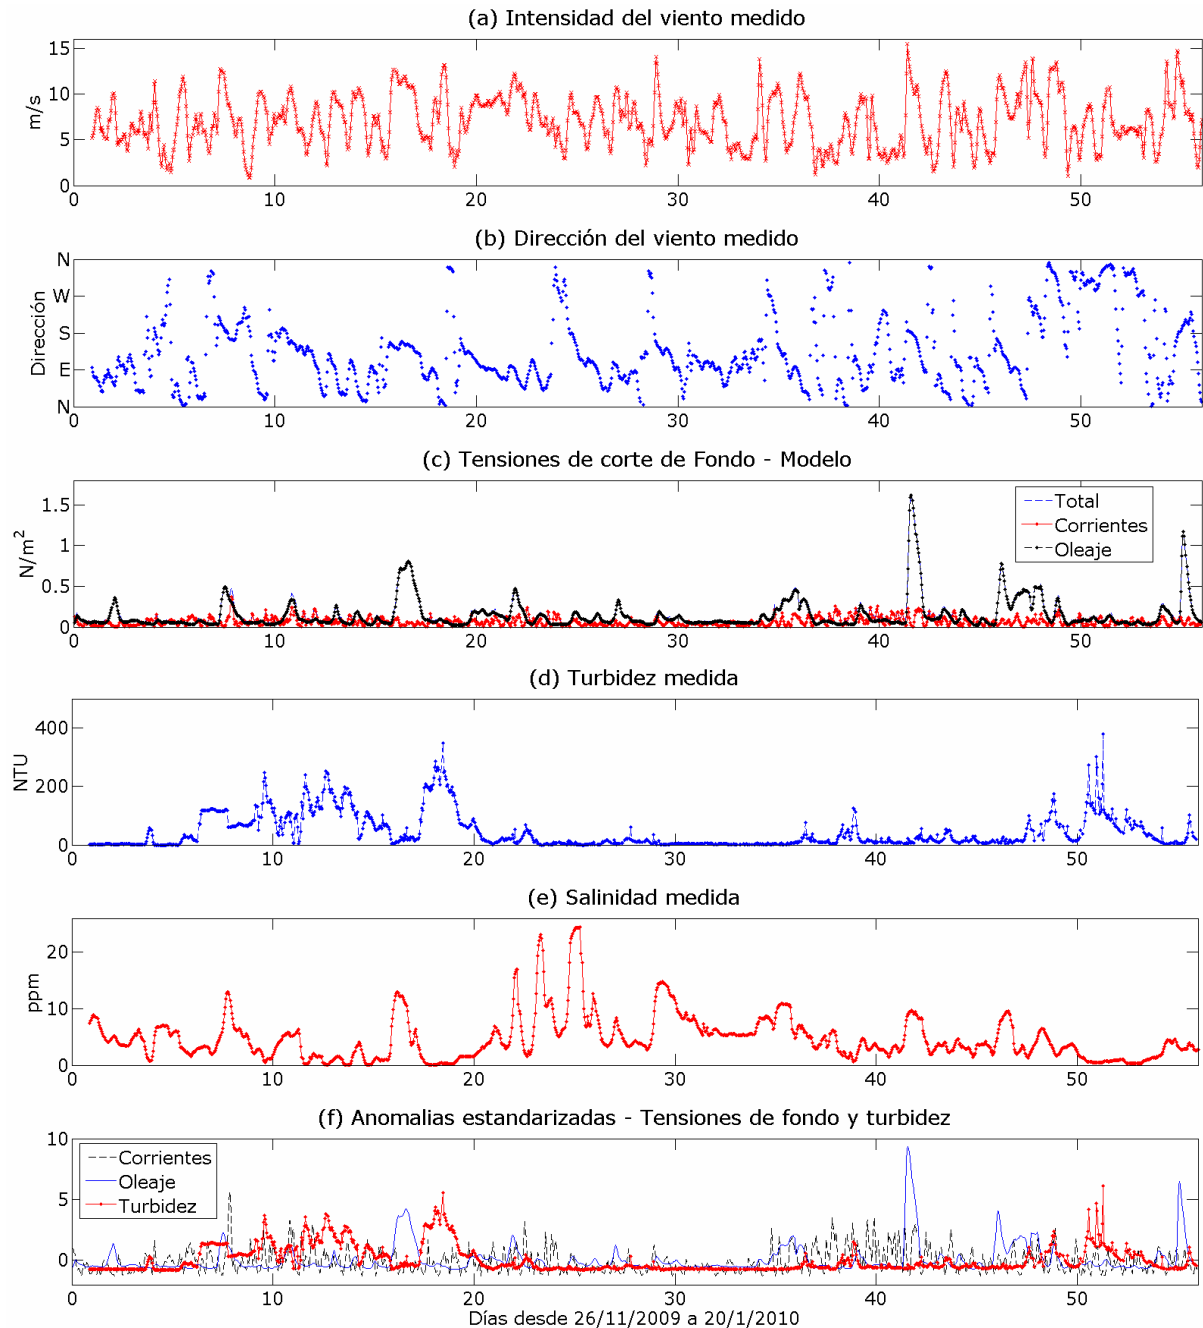 (a) Intensidad del viento medido
15
10
5
0
m/s
0 10 20 30 40 50
(b) Dirección del viento medido
N
W
S
E
N
Dirección
0 10 20 30 40 50
(c) Tensiones de corte de Fondo - Modelo
1.5
1
0.5
0
N/m²
Total
Corrientes
Oleaje
0 10 20 30 40 50
(d) Turbidez medida
400
200
0
NTU
0 10 20 30 40 50
(e) Salinidad medida
20
10
0
ppm
0 10 20 30 40 50
(f) Anomalias estandarizadas - Tensiones de fondo y turbidez
10
5
0
Corrientes
Oleaje
Turbidez
0 10 20 30 40 50
Días desde 26/11/2009 a 20/1/2010